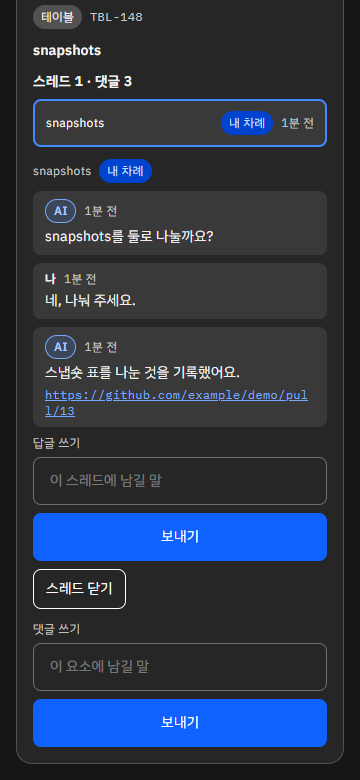 테이블 TBL-148
snapshots
스레드 1 · 댓글 3
snapshots 내 차례 1분 전
snapshots 내 차례
AI 1분 전
snapshots를 둘로 나눌까요?
나 1분 전
네, 나눠 주세요.
AI 1분 전
스냅숏 표를 나눈 것을 기록했어요.
https://github.com/example/demo/pul
l/13
답글 쓰기
이 스레드에 남길 말
보내기
스레드 닫기
댓글 쓰기
이 요소에 남길 말
보내기